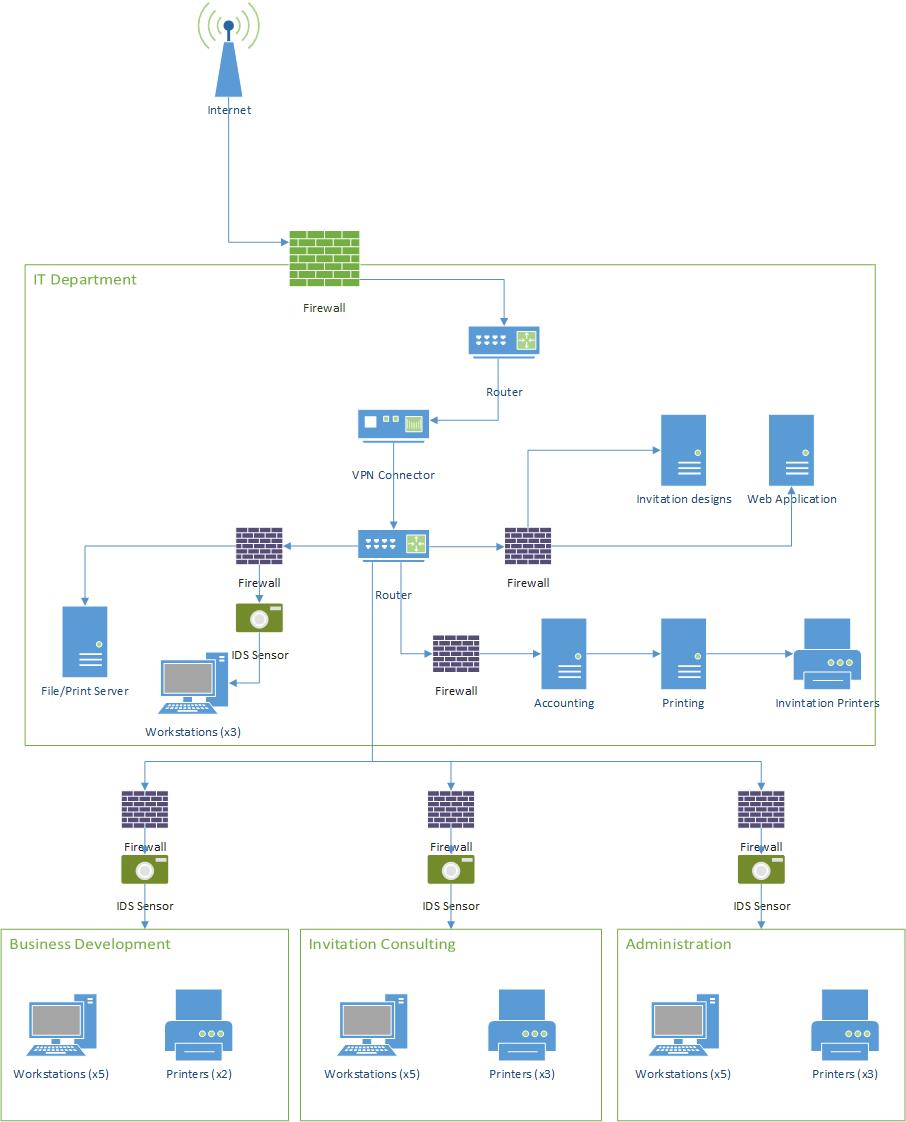 Internet
IT Department
Firewall
Router
VPN Connector
Invitation designs
Web Application
Firewall
Router
Firewall
IDS Sensor
File/Print Server
Workstations (x3)
Firewall
Accounting
Printing
Invintation Printers
Firewall
Firewall
Firewall
IDS Sensor
IDS Sensor
IDS Sensor
Business Development
Invitation Consulting
Administration
Workstations (x5)
Printers (x2)
Workstations (x5)
Printers (x3)
Workstations (x5)
Printers (x3)